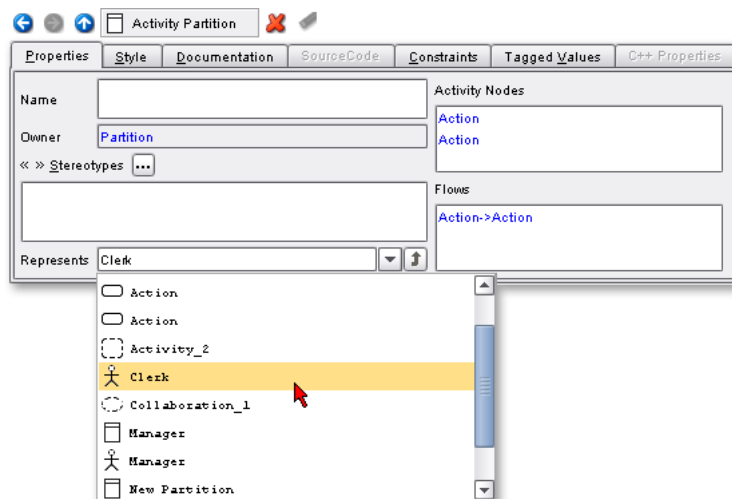 Activity Partition
Properties Style Documentation SourceCode Constraints Tagged Values C++ Properties
Name
Owner Partition
« » Stereotypes ...
Represents Clerk
Activity Nodes
Action
Action
Flows
Action->Action
Action
Action
Activity_2
Clerk
Collaboration_1
Manager
Manager
New Partition